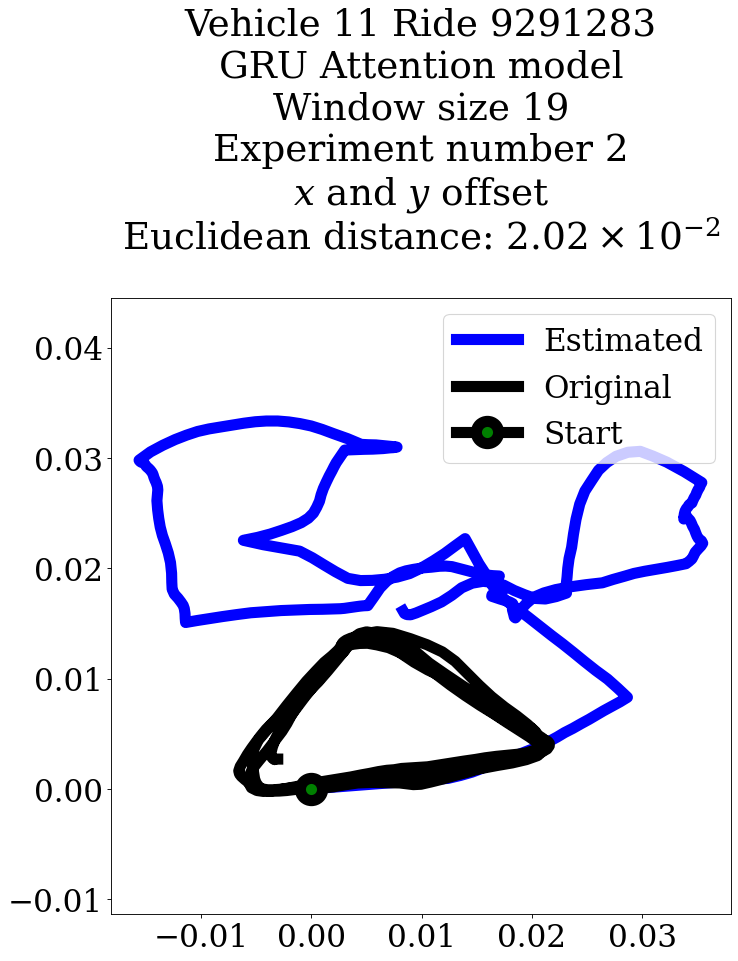 Vehicle 11 Ride 9291283
GRU Attention model
Window size 19
Experiment number 2
x and y offset
Euclidean distance: 2.02 × 10⁻²
Estimated
Original
Start
0.04
0.03
0.02
0.01
0.00
−0.01
−0.01 0.00 0.01 0.02 0.03